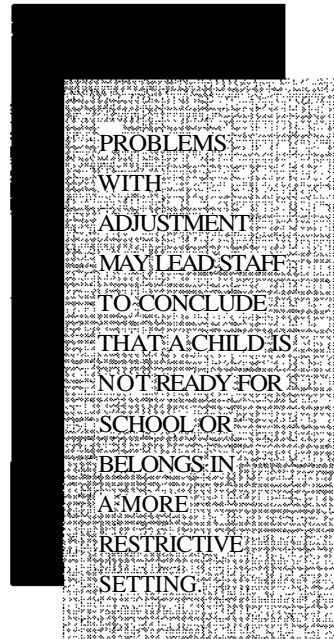 PROBLEMS
WITH
ADJUSTMENT
MAY LEAD STAFF
TO CONCLUDE
THAT A CHILD IS
NOT READY FOR
SCHOOL OR
BELONGS IN
A MORE
RESTRICTIVE
SETTING.